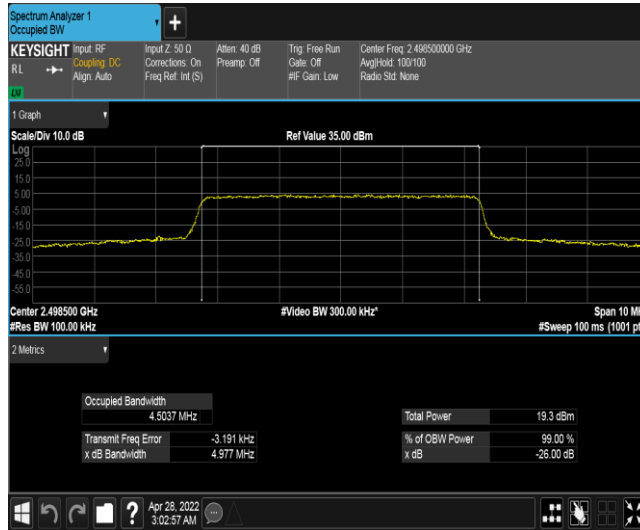 Spectrum Analyzer 1
Occupied BW
+
KEYSIGHT Input: RF Input Z: 50 Ω Atten: 40 dB Trig: Free Run Center Freq: 2.498500000 GHz
RL Coupling: DC Corrections: On Preamp: Off Gate: Off Avg|Hold: 100/100
Align: Auto Freq Ref: Int (S) #IF Gain: Low Radio Std: None
1 Graph
Scale/Div 10.0 dB Ref Value 35.00 dBm
Log
25.0
15.0
5.00
-5.00
-15.0
-25.0
-35.0
-45.0
-55.0
Center 2.498500 GHz #Video BW 300.00 kHz* Span 10 
#Res BW 100.00 kHz #Sweep 100 ms (1001
2 Metrics
Occupied Bandwidth
4.5037 MHz Total Power 19.3 dBm
Transmit Freq Error -3.191 kHz % of OBW Power 99.00 %
x dB Bandwidth 4.977 MHz x dB -26.00 dB
?
Apr 28, 2022
3:02:57 AM